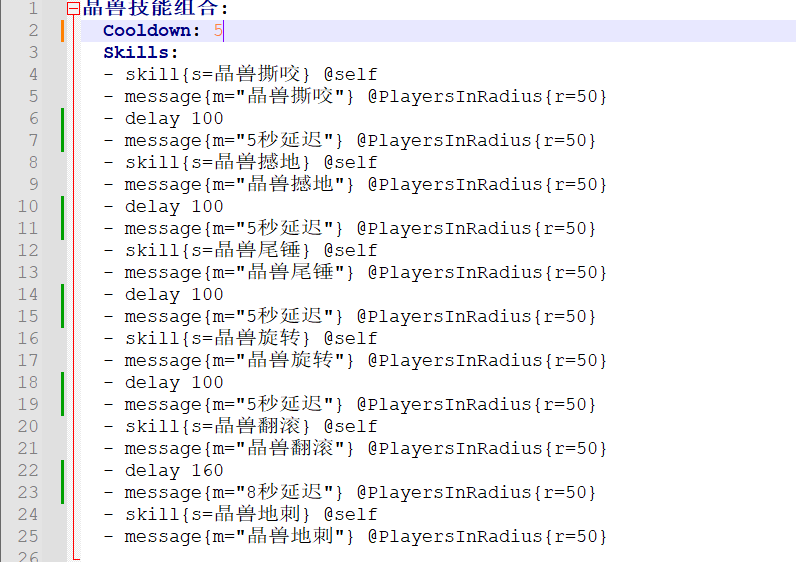 1 晶兽技能组合:
2 Cooldown: 5
3 Skills:
4 - skill{s=晶兽撕咬} @self
5 - message{m="晶兽撕咬"} @PlayersInRadius{r=50}
6 - delay 100
7 - message{m="5秒延迟"} @PlayersInRadius{r=50}
8 - skill{s=晶兽撼地} @self
9 - message{m="晶兽撼地"} @PlayersInRadius{r=50}
10 - delay 100
11 - message{m="5秒延迟"} @PlayersInRadius{r=50}
12 - skill{s=晶兽尾锤} @self
13 - message{m="晶兽尾锤"} @PlayersInRadius{r=50}
14 - delay 100
15 - message{m="5秒延迟"} @PlayersInRadius{r=50}
16 - skill{s=晶兽旋转} @self
17 - message{m="晶兽旋转"} @PlayersInRadius{r=50}
18 - delay 100
19 - message{m="5秒延迟"} @PlayersInRadius{r=50}
20 - skill{s=晶兽翻滚} @self
21 - message{m="晶兽翻滚"} @PlayersInRadius{r=50}
22 - delay 160
23 - message{m="8秒延迟"} @PlayersInRadius{r=50}
24 - skill{s=晶兽地刺} @self
25 - message{m="晶兽地刺"} @PlayersInRadius{r=50}
26